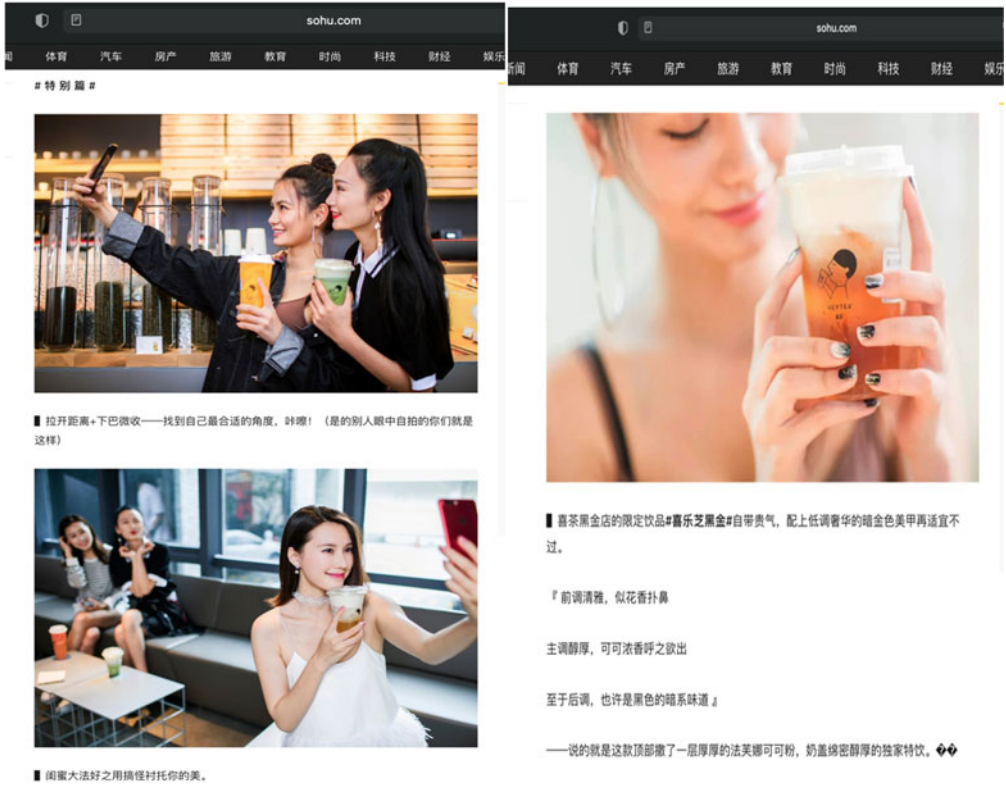 sohu.com
闻 体育 汽车 房产 旅游 教育 时尚 科技 财经 娱乐
# 特 别 篇 #
▋拉开距离+下巴微收——找到自己最合适的角度，咔嚓！（是的别人眼中自拍的你们就是
这样）
▋闺蜜大法好之用搞怪衬托你的美。
sohu.com
新闻 体育 汽车 房产 旅游 教育 时尚 科技 财经 娱乐
HEYTEA
▋喜茶黑金店的限定饮品#喜乐芝黑金#自带贵气，配上低调奢华的暗金色美甲再适宜不
过。
『 前调清雅，似花香扑鼻
主调醇厚，可可浓香呼之欲出
至于后调，也许是黑色的暗系味道 』
——说的就是这款顶部撒了一层厚厚的法芙娜可可粉，奶盖绵密醇厚的独家特饮。��